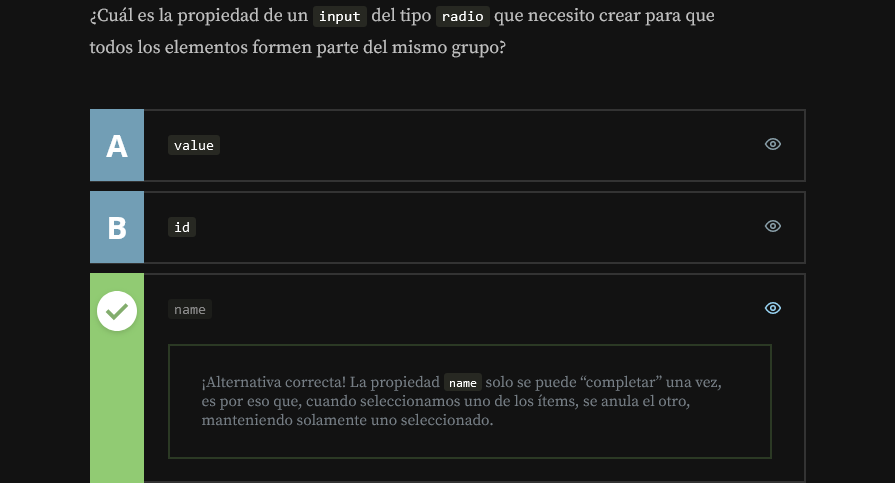 ¿Cuál es la propiedad de un input del tipo radio que necesito crear para que
todos los elementos formen parte del mismo grupo?
A value
B id
name
¡Alternativa correcta! La propiedad name solo se puede “completar” una vez,
es por eso que, cuando seleccionamos uno de los ítems, se anula el otro,
manteniendo solamente uno seleccionado.